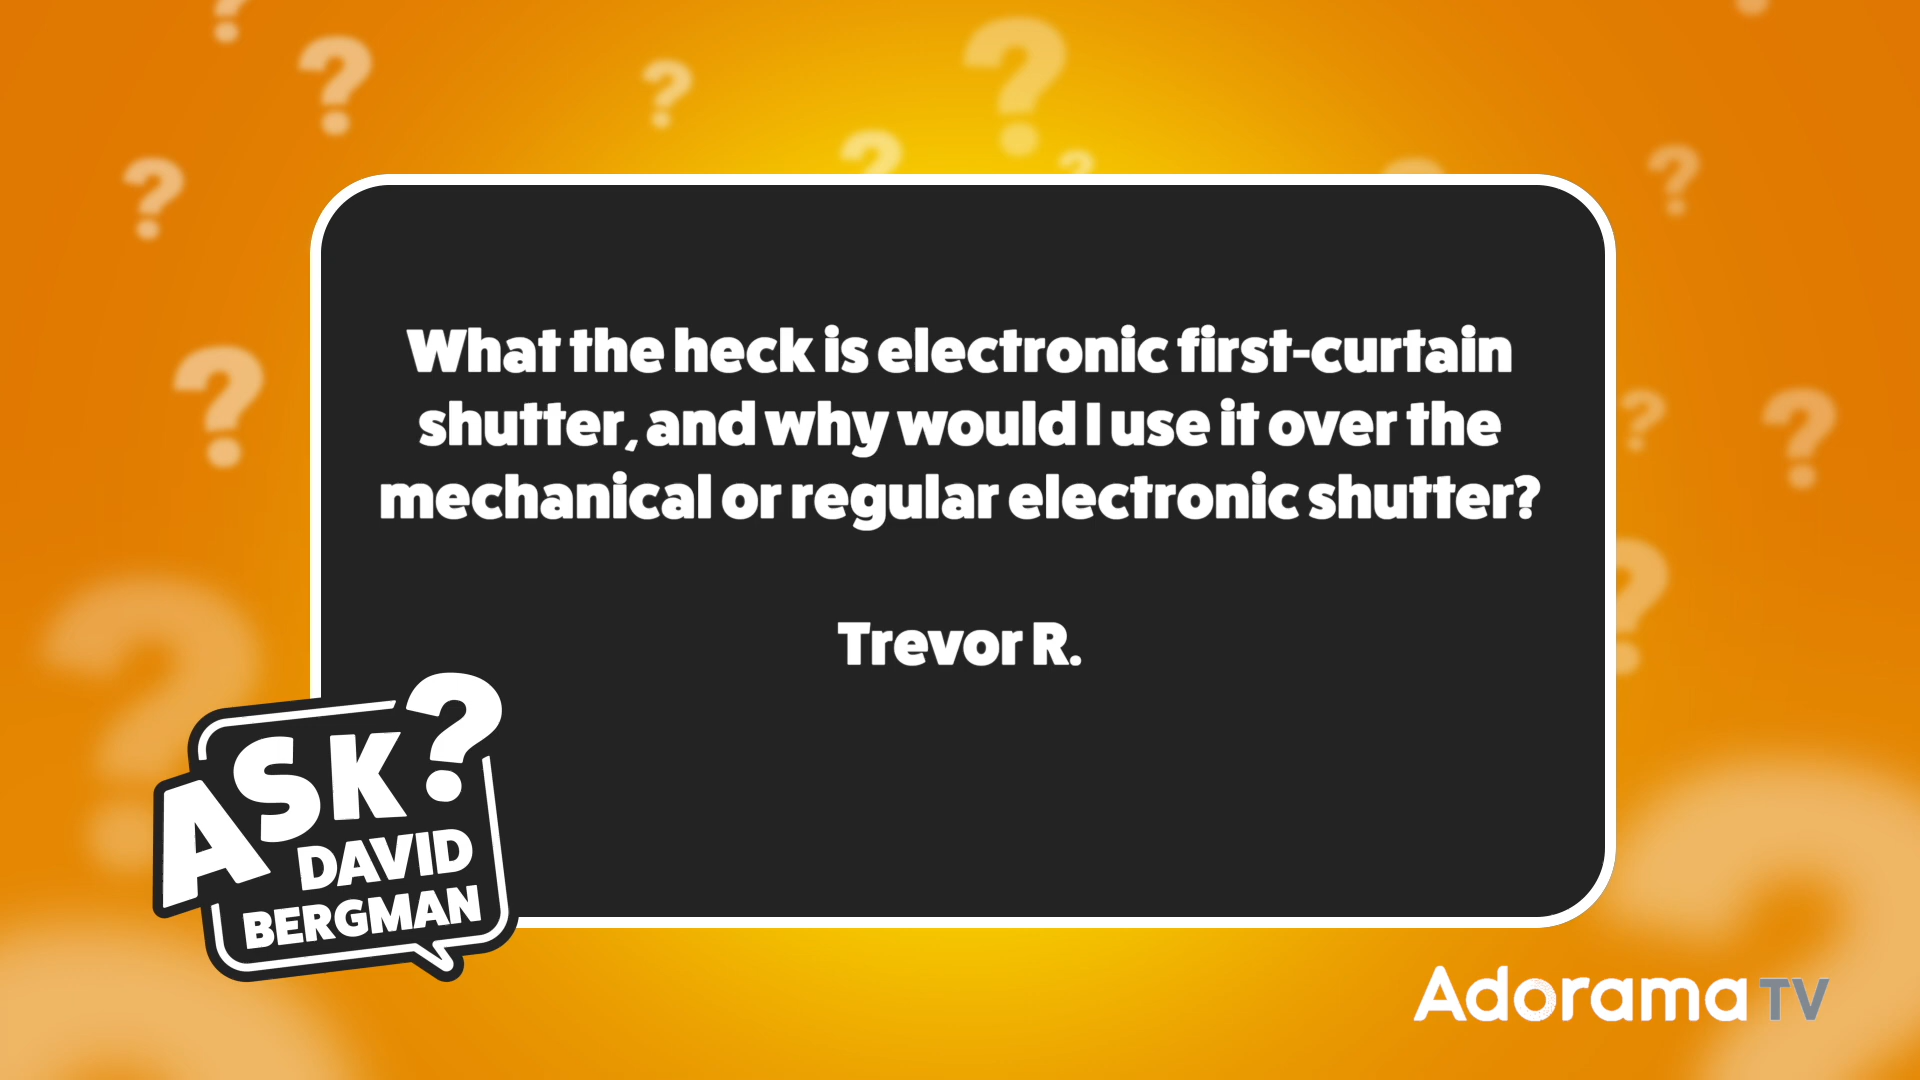 What the heck is electronic first-curtain
shutter, and why would I use it over the
mechanical or regular electronic shutter?
Trevor R.
ASK?
DAVID
BERGMAN
Adorama TV